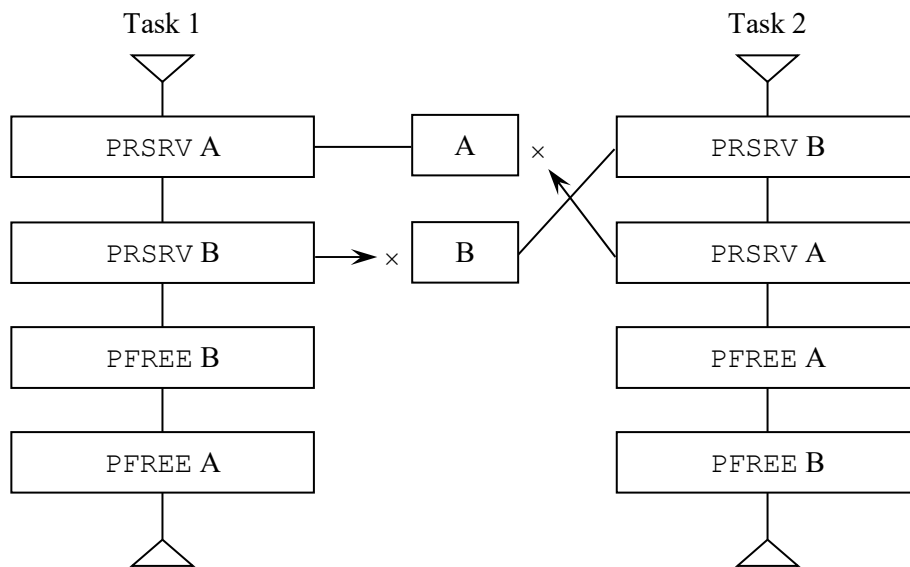 Task 1
Task 2
PRSRV A
A
×
PRSRV B
PRSRV B
×
B
PRSRV A
PFREE B
PFREE A
PFREE A
PFREE B